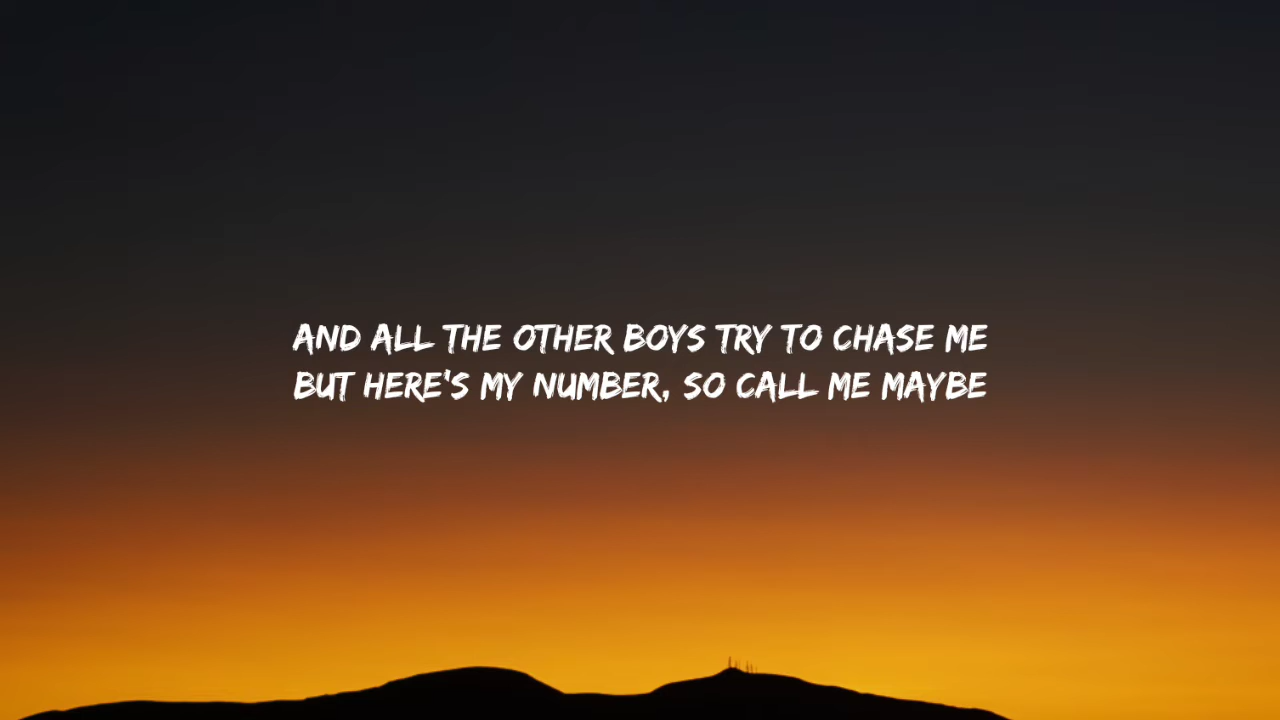 AND ALL THE OTHER BOYS TRY TO CHASE ME
BUT HERE'S MY NUMBER, SO CALL ME MAYBE